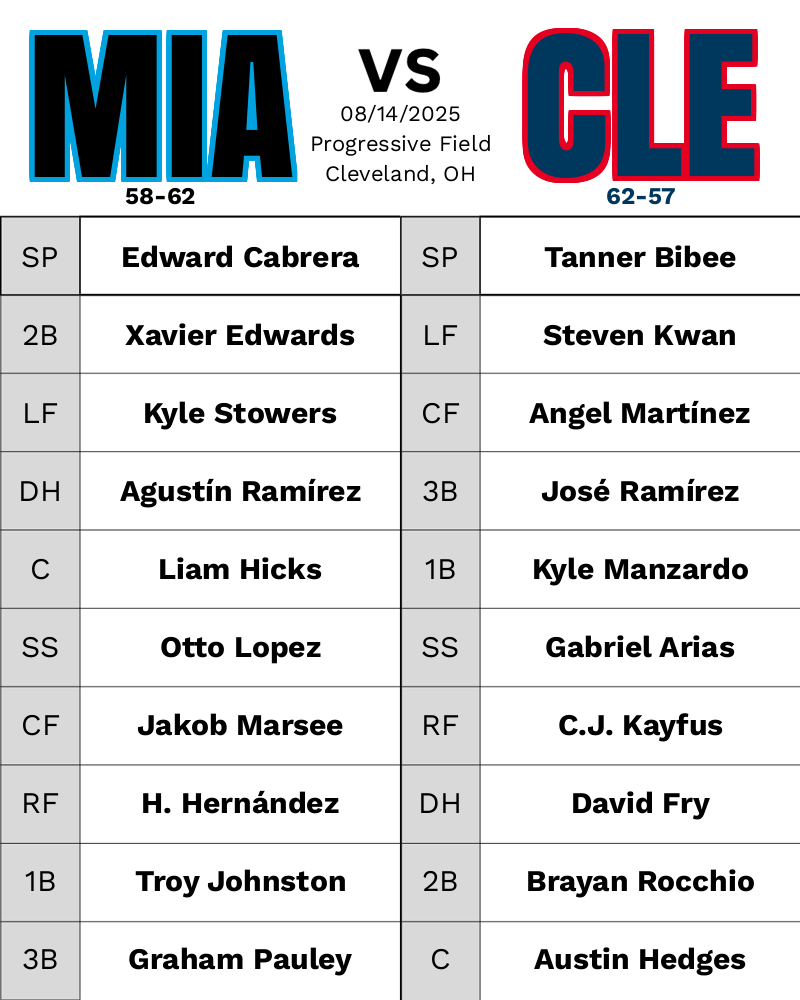 MIA
VS
CLE
08/14/2025
Progressive Field
Cleveland, OH
58-62
62-57
SP Edward Cabrera SP Tanner Bibee
2B Xavier Edwards LF Steven Kwan
LF Kyle Stowers CF Angel Martínez
DH Agustín Ramírez 3B José Ramírez
C Liam Hicks 1B Kyle Manzardo
SS Otto Lopez SS Gabriel Arias
CF Jakob Marsee RF C.J. Kayfus
RF H. Hernández DH David Fry
1B Troy Johnston 2B Brayan Rocchio
3B Graham Pauley C Austin Hedges